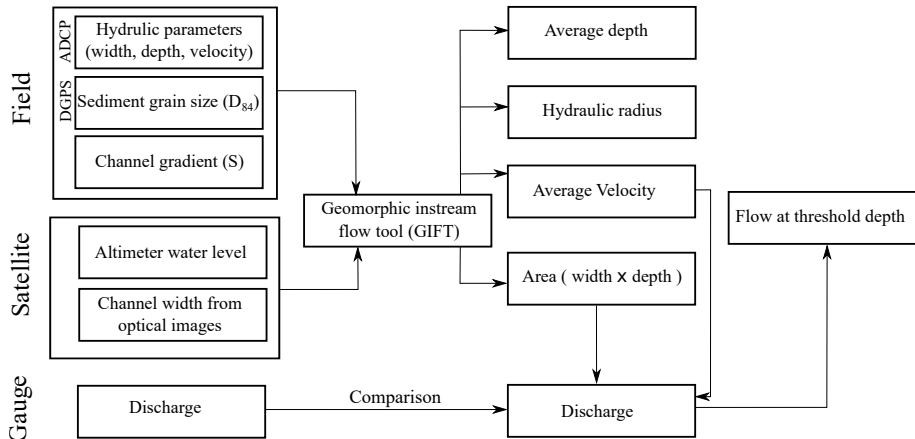 Field
ADCP
Hydrulic parameters
(width, depth, velocity)
DGPS
Sediment grain size (D₈₄)
Channel gradient (S)
Satellite
Altimeter water level
Channel width from
optical images
Gauge
Discharge
Comparison
Geomorphic instream
flow tool (GIFT)
Average depth
Hydraulic radius
Average Velocity
Area ( width x depth )
Discharge
Flow at threshold depth